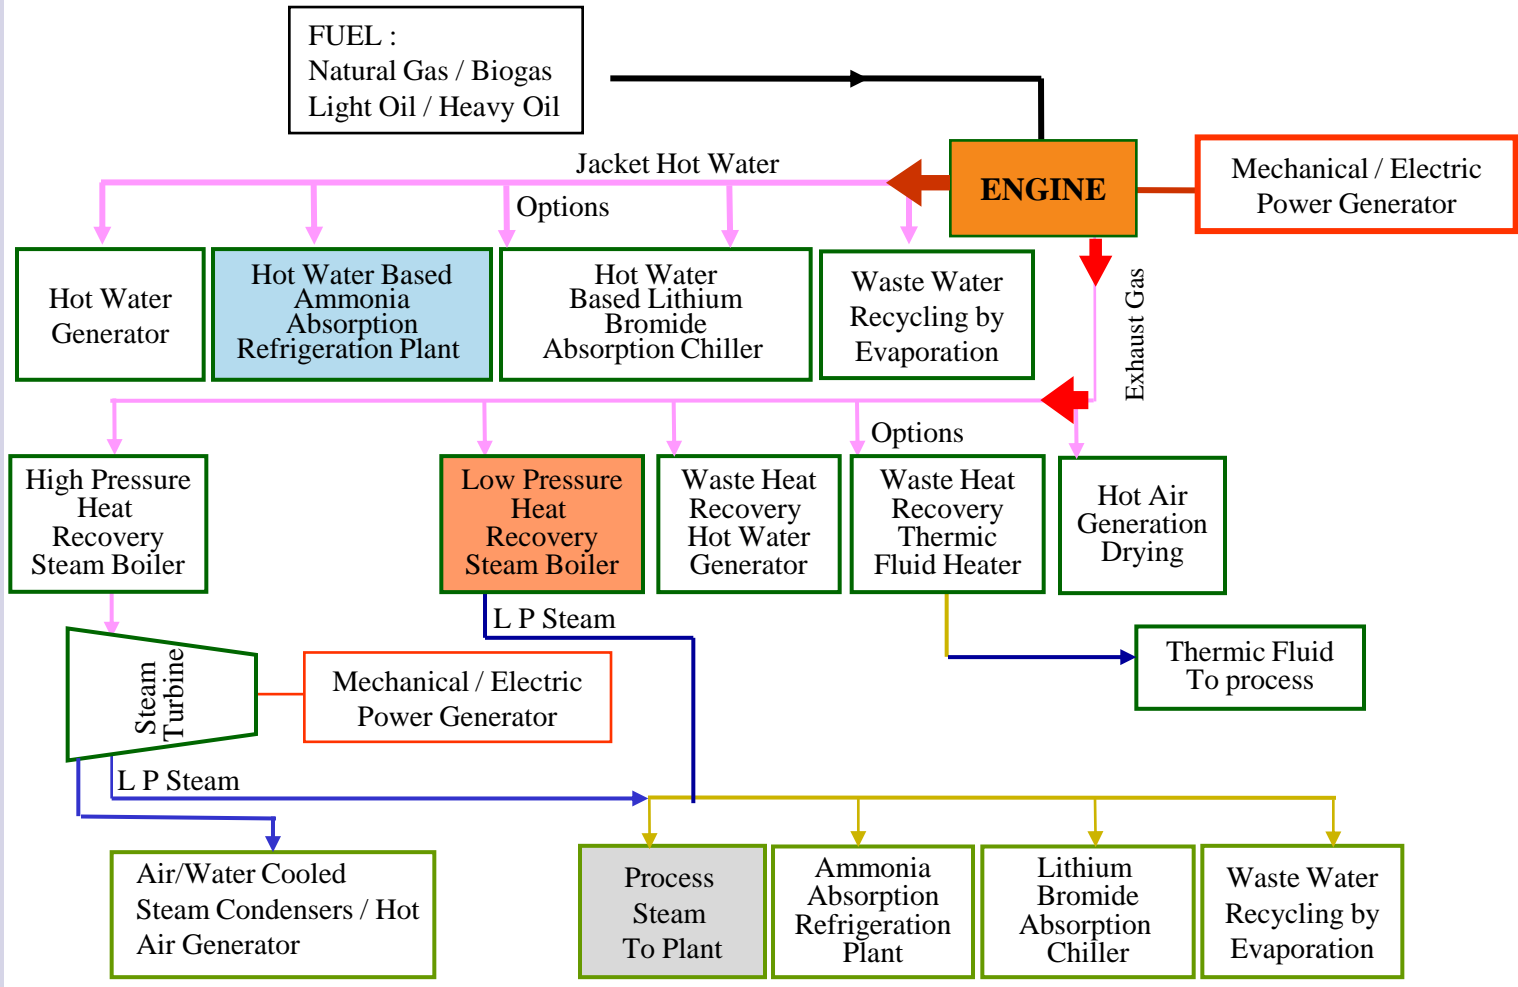 FUEL :
Natural Gas / Biogas
Light Oil / Heavy Oil
Jacket Hot Water
Options
ENGINE
Mechanical / Electric
Power Generator
Exhaust Gas
Hot Water
Generator
Hot Water Based
Ammonia
Absorption
Refrigeration Plant
Hot Water
Based Lithium
Bromide
Absorption Chiller
Waste Water
Recycling by
Evaporation
Options
High Pressure
Heat
Recovery
Steam Boiler
Low Pressure
Heat
Recovery
Steam Boiler
Waste Heat
Recovery
Hot Water
Generator
Waste Heat
Recovery
Thermic
Fluid Heater
Hot Air
Generation
Drying
L P Steam
Steam
Turbine
Mechanical / Electric
Power Generator
Thermic Fluid
To process
L P Steam
Air/Water Cooled
Steam Condensers / Hot
Air Generator
Process
Steam
To Plant
Ammonia
Absorption
Refrigeration
Plant
Lithium
Bromide
Absorption
Chiller
Waste Water
Recycling by
Evaporation